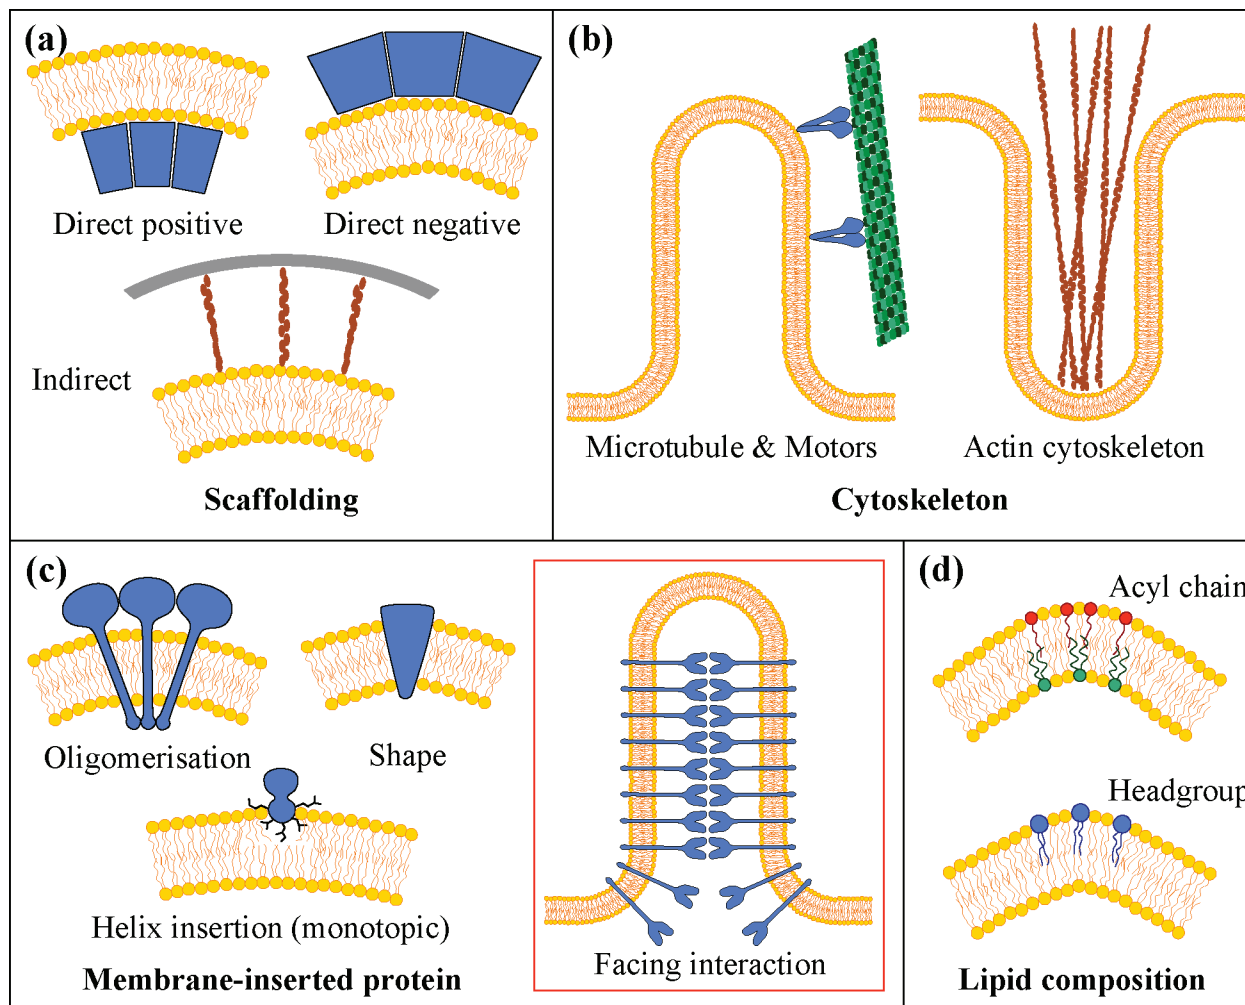 (a)
Direct positive
Direct negative
Indirect
Scaffolding
(b)
Microtubule & Motors
Actin cytoskeleton
Cytoskeleton
(c)
Oligomerisation
Shape
Helix insertion (monotopic)
Facing interaction
Membrane-inserted protein
(d)
Acyl chain
Headgroup
Lipid composition